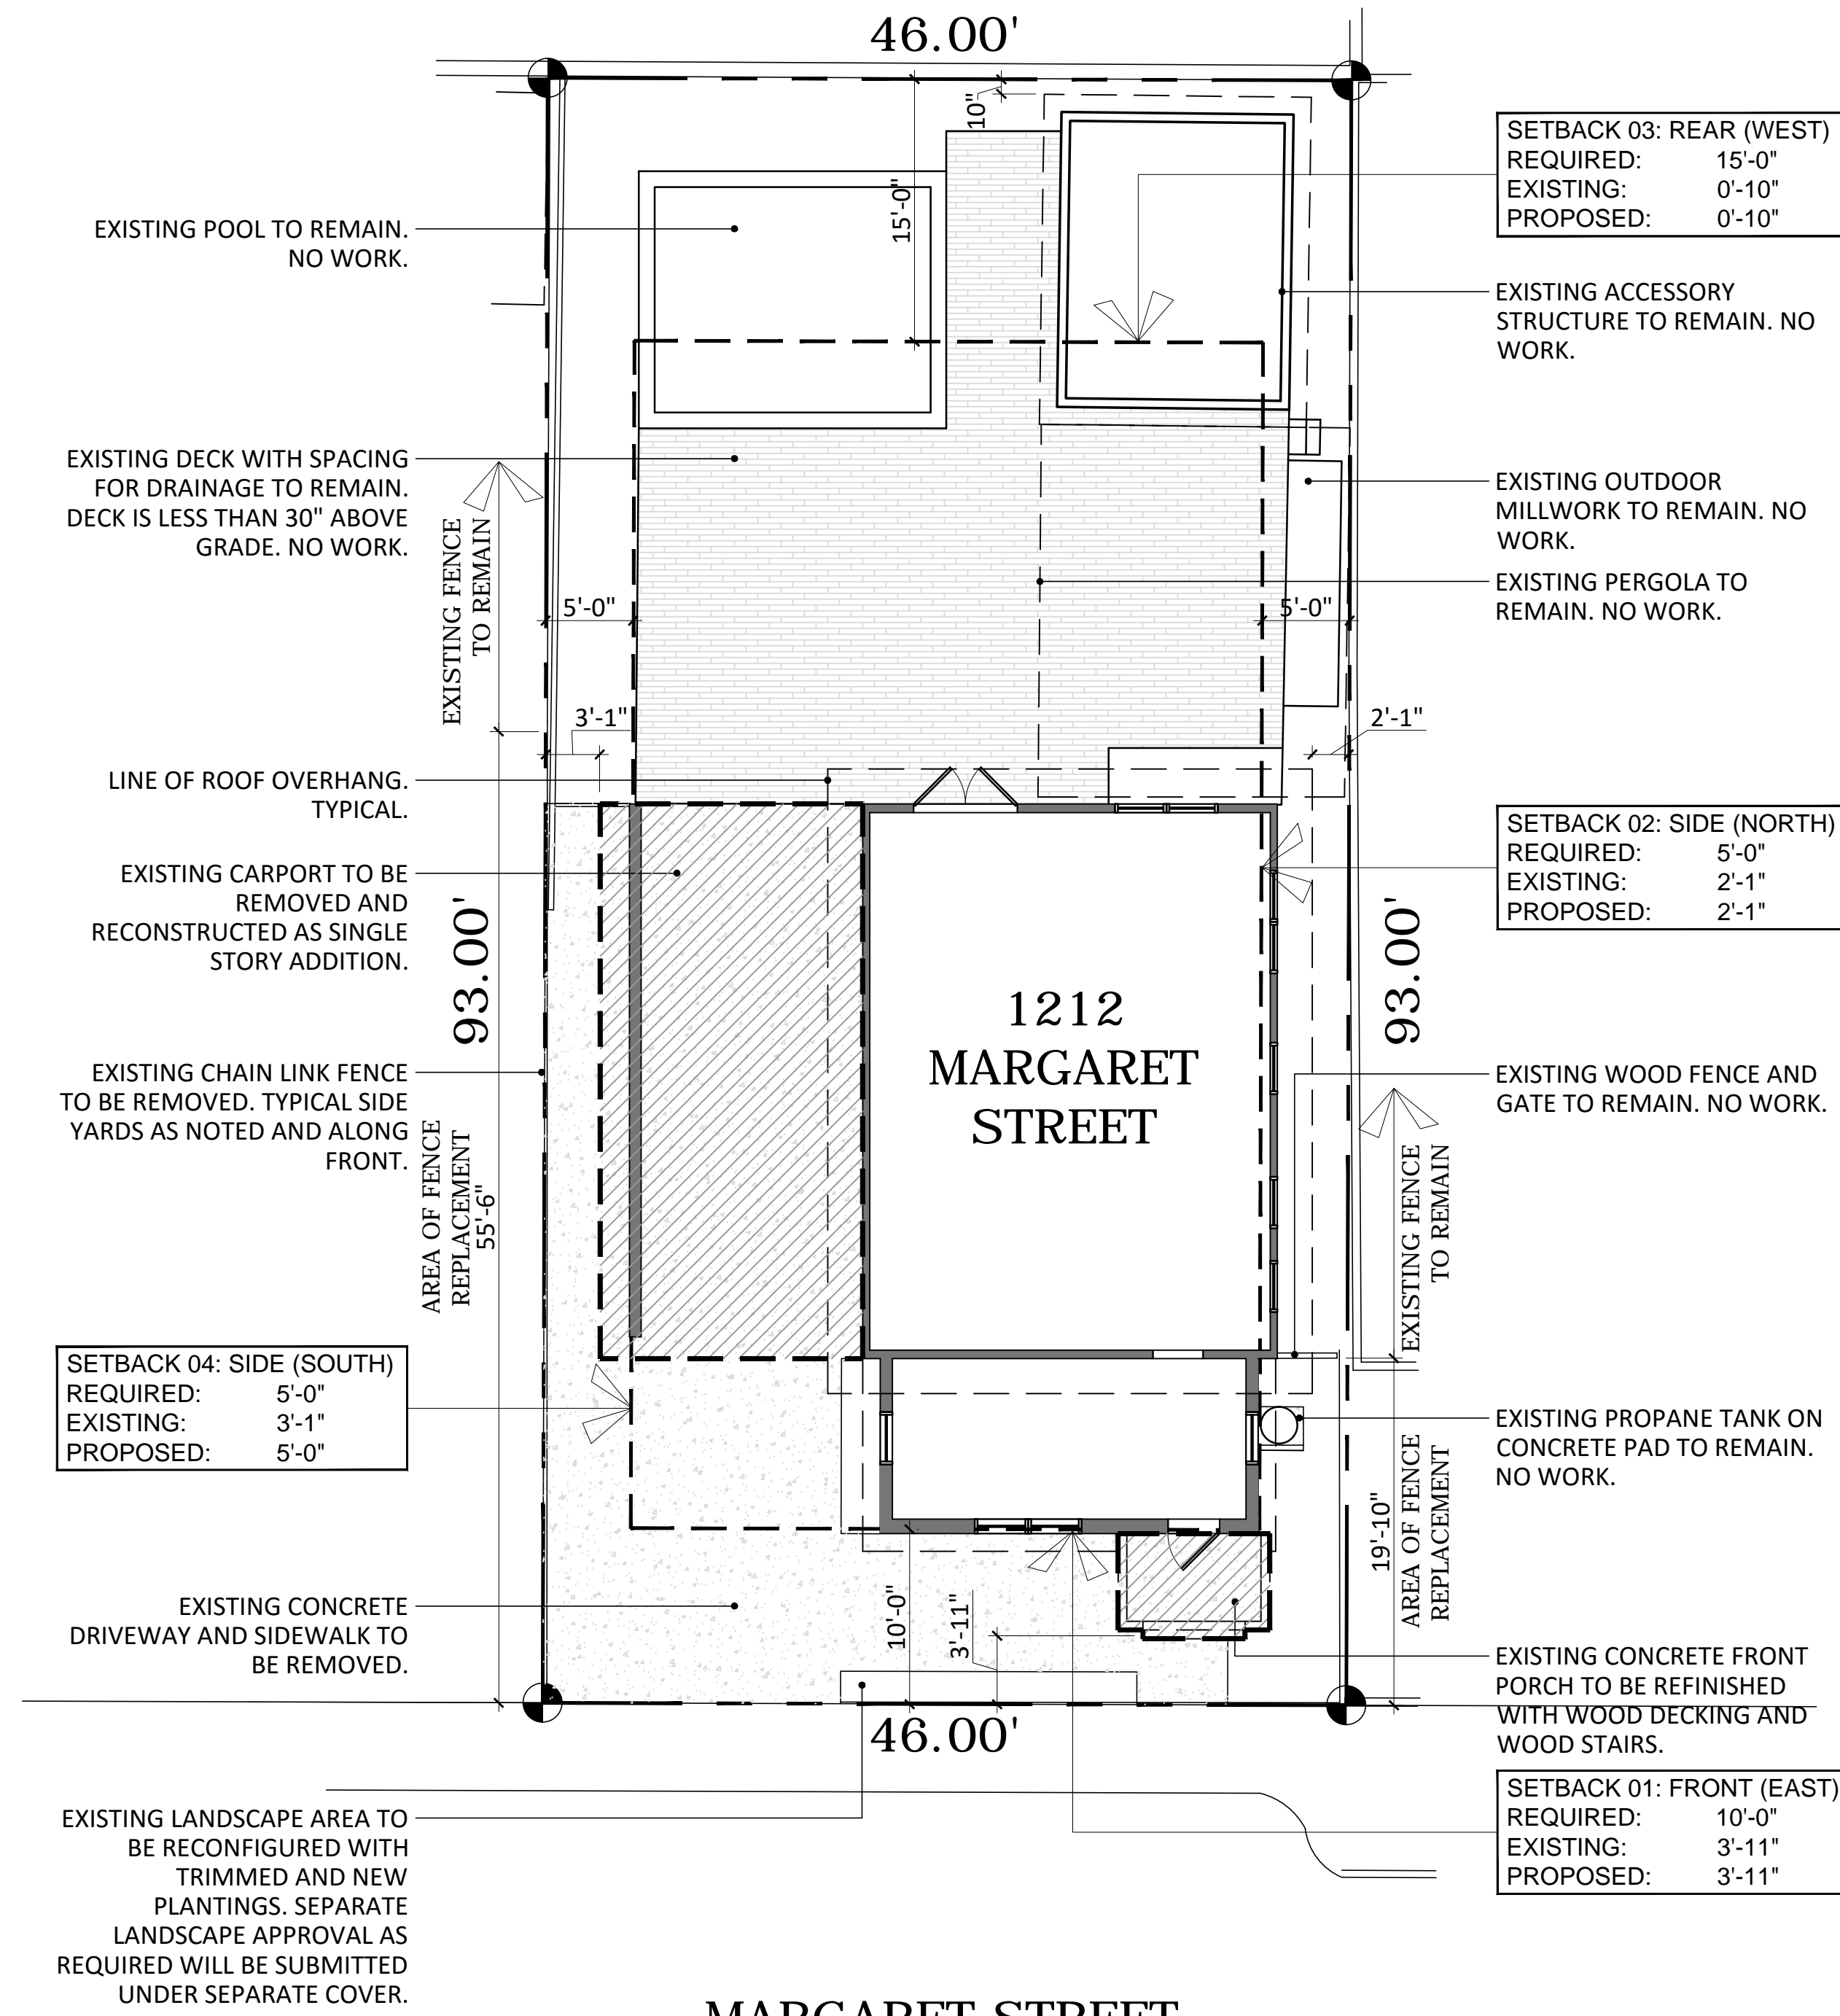 46.00'
10"
SETBACK 03: REAR (WEST)
REQUIRED: 15'-0"
EXISTING: 0'-10"
PROPOSED: 0'-10"
15'-0"
EXISTING POOL TO REMAIN.
NO WORK.
EXISTING ACCESSORY
STRUCTURE TO REMAIN. NO
WORK.
EXISTING DECK WITH SPACING
FOR DRAINAGE TO REMAIN.
DECK IS LESS THAN 30" ABOVE
GRADE. NO WORK.
EXISTING OUTDOOR
MILLWORK TO REMAIN. NO
WORK.
EXISTING FENCE
TO REMAIN
EXISTING PERGOLA TO
REMAIN. NO WORK.
5'-0"
5'-0"
3'-1"
2'-1"
LINE OF ROOF OVERHANG.
TYPICAL.
SETBACK 02: SIDE (NORTH)
REQUIRED: 5'-0"
EXISTING: 2'-1"
PROPOSED: 2'-1"
EXISTING CARPORT TO BE
REMOVED AND
RECONSTRUCTED AS SINGLE
STORY ADDITION.
93.00'
93.00'
1212
MARGARET
STREET
EXISTING CHAIN LINK FENCE
TO BE REMOVED. TYPICAL SIDE
YARDS AS NOTED AND ALONG
FRONT.
EXISTING WOOD FENCE AND
GATE TO REMAIN. NO WORK.
AREA OF FENCE
REPLACEMENT
55'-6"
EXISTING FENCE
TO REMAIN
SETBACK 04: SIDE (SOUTH)
REQUIRED: 5'-0"
EXISTING: 3'-1"
PROPOSED: 5'-0"
EXISTING PROPANE TANK ON
CONCRETE PAD TO REMAIN.
NO WORK.
19'-10"
AREA OF FENCE
REPLACEMENT
10'-0"
3'-11"
EXISTING CONCRETE
DRIVEWAY AND SIDEWALK TO
BE REMOVED.
EXISTING CONCRETE FRONT
PORCH TO BE REFINISHED
WITH WOOD DECKING AND
WOOD STAIRS.
46.00'
SETBACK 01: FRONT (EAST)
REQUIRED: 10'-0"
EXISTING: 3'-11"
PROPOSED: 3'-11"
EXISTING LANDSCAPE AREA TO
BE RECONFIGURED WITH
TRIMMED AND NEW
PLANTINGS. SEPARATE
LANDSCAPE APPROVAL AS
REQUIRED WILL BE SUBMITTED
UNDER SEPARATE COVER.
MARGARET STREET